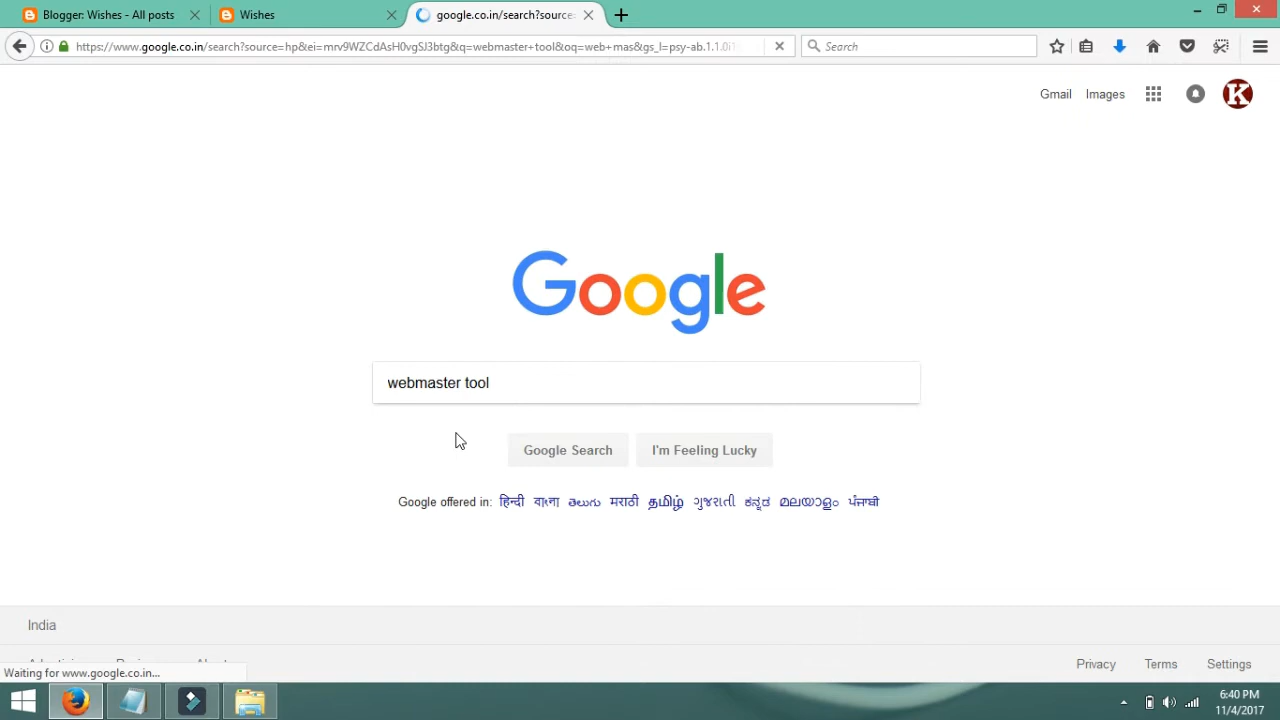 Blogger: Wishes - All posts
Wishes
google.co.in/search?source:
https://www.google.co.in/search?source=hp&ei=mrv9WZCdAsH0vgSJ3btg&q=webmaster+tool&oq=web+mas&gs_l=psy-ab.1.1.0i1
Search
Gmail
Images
K
Google
webmaster tool
Google Search
I'm Feeling Lucky
Google offered in: हिन्दी বাংলা తెలుగు मराठी தமிழ் ગુજરાતી ಕನ್ನಡ മലയാളം ਪੰਜਾਬੀ
India
Privacy
Terms
Settings
Waiting for www.google.co.in...
6:40 PM
11/4/2017